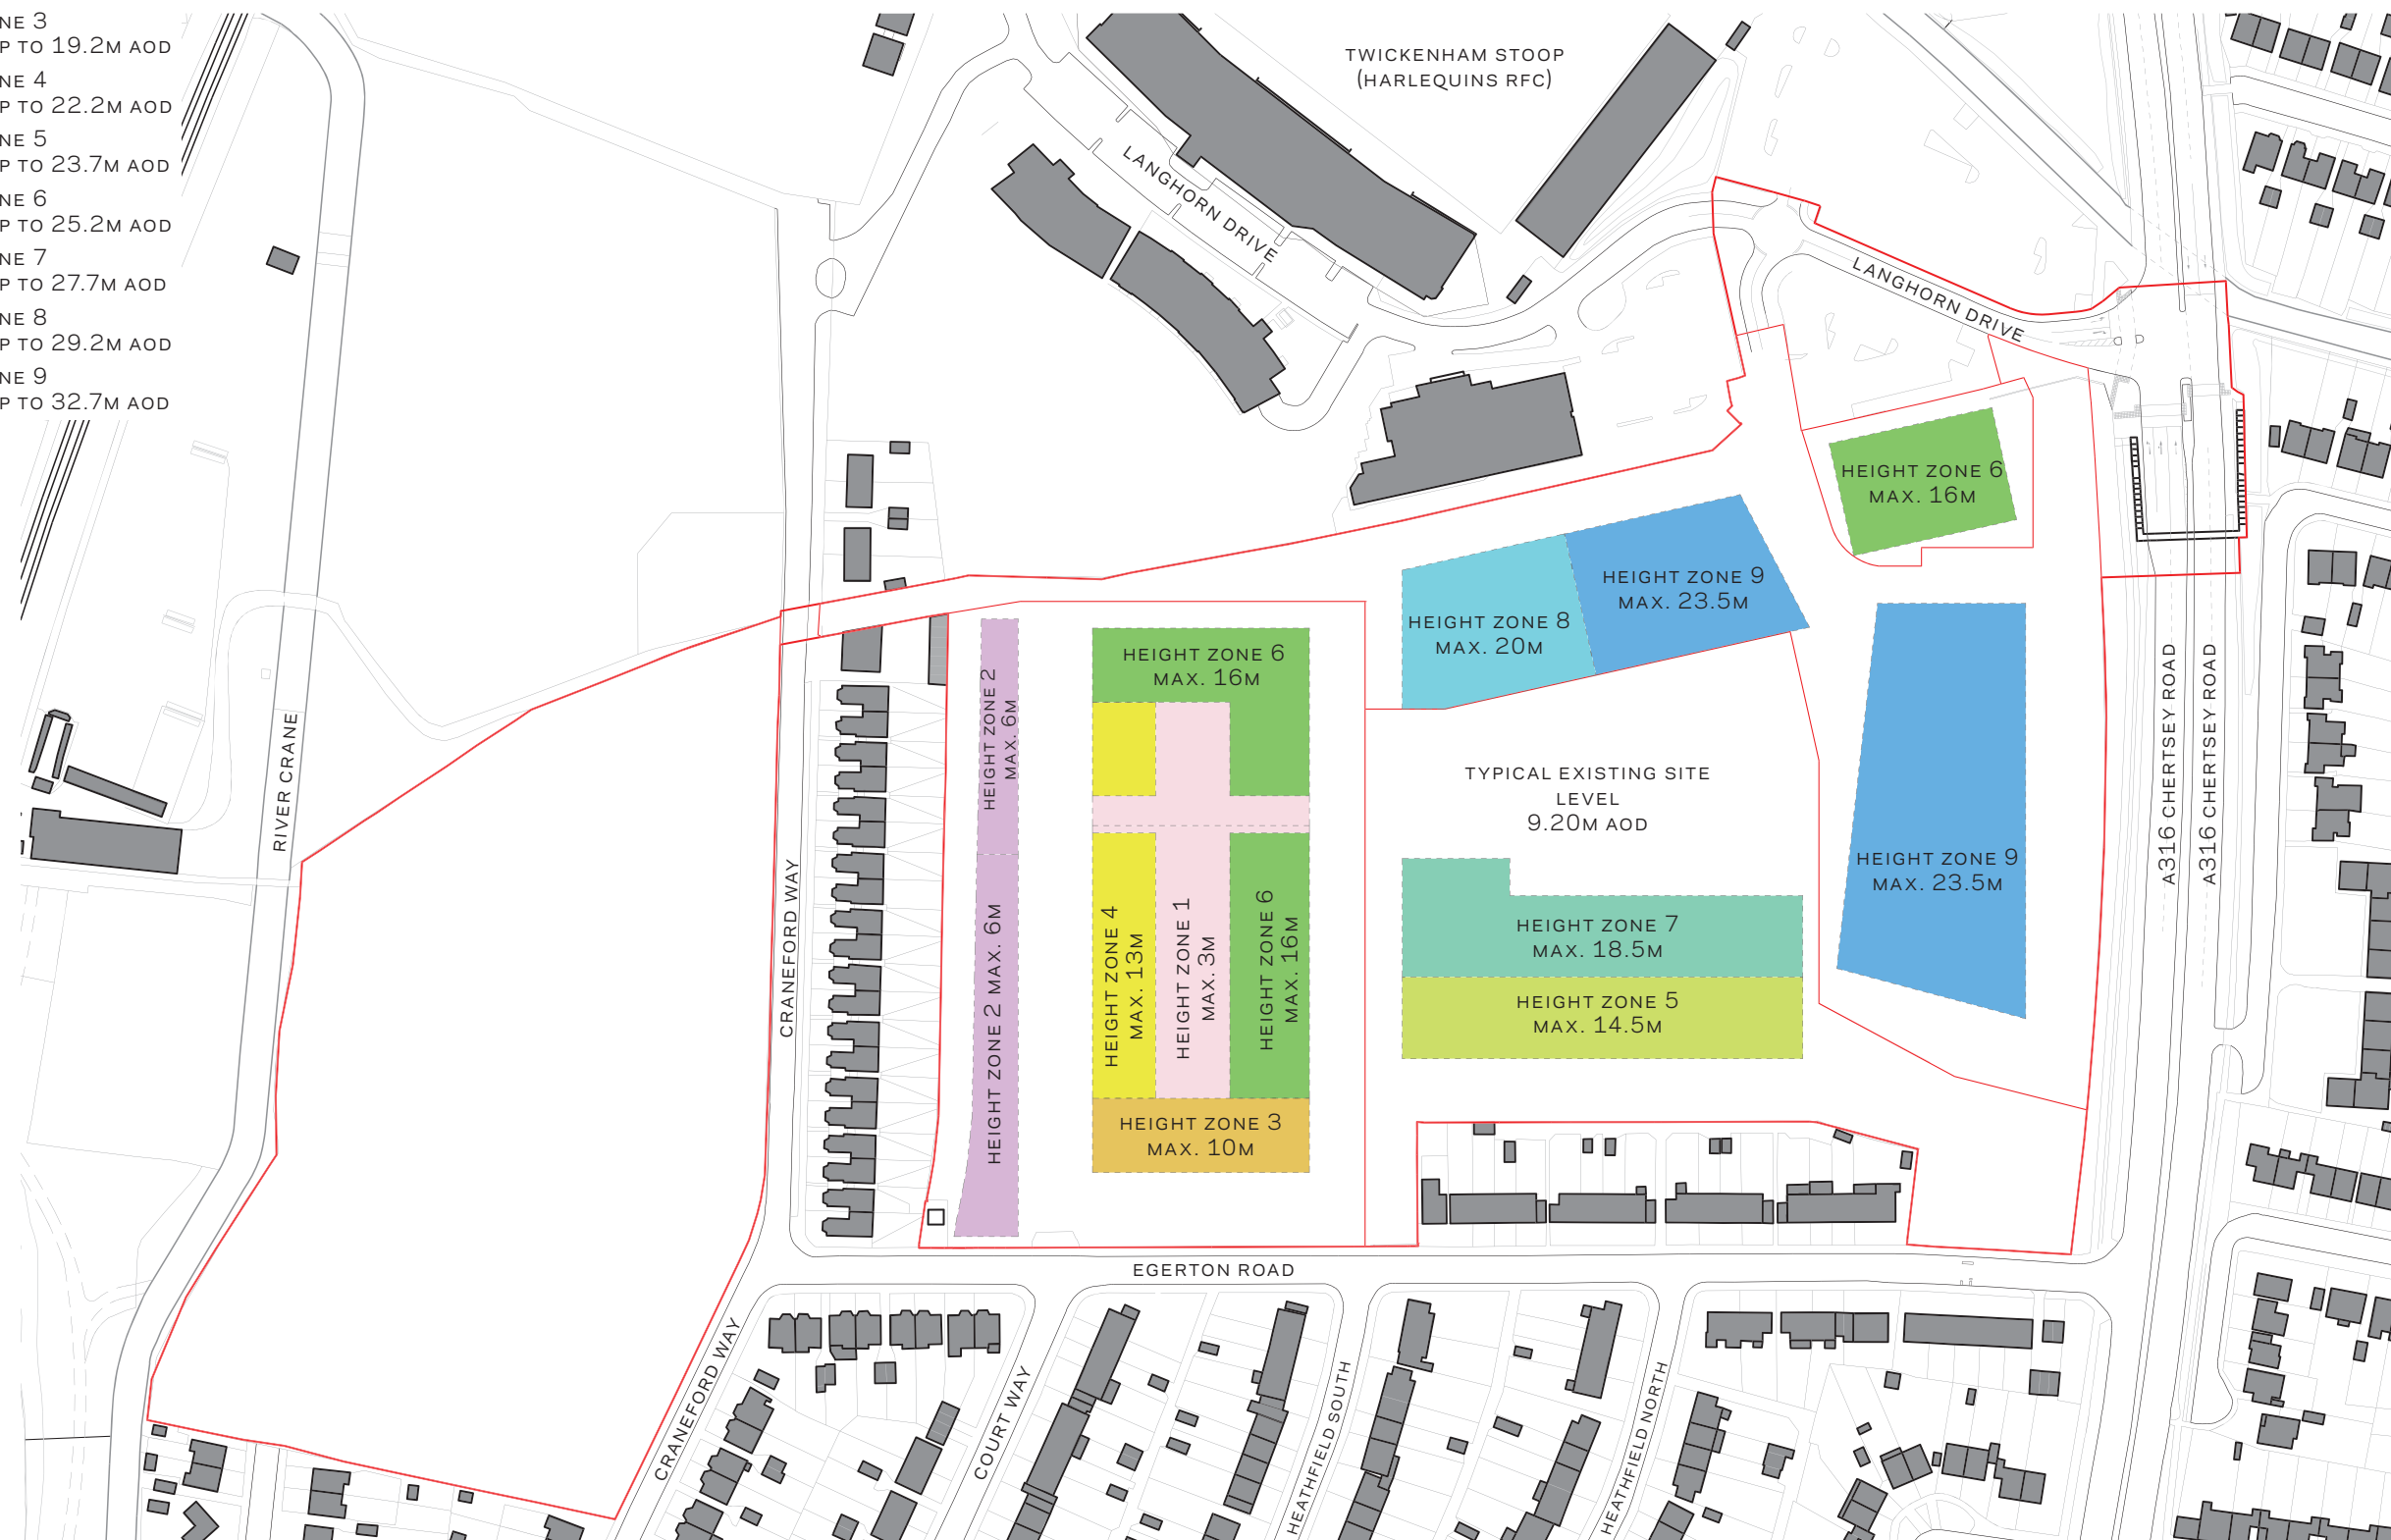 NE 3
P TO 19.2M AOD
NE 4
P TO 22.2M AOD
NE 5
P TO 23.7M AOD
NE 6
P TO 25.2M AOD
NE 7
P TO 27.7M AOD
NE 8
P TO 29.2M AOD
NE 9
P TO 32.7M AOD
TWICKENHAM STOOP
(HARLEQUINS RFC)
LANGHORN DRIVE
LANGHORN DRIVE
HEIGHT ZONE 6
MAX. 16M
HEIGHT ZONE 9
MAX. 23.5M
HEIGHT ZONE 8
MAX. 20M
HEIGHT ZONE 6
MAX. 16M
HEIGHT ZONE 2
MAX. 6M
RIVER CRANE
CRANEFORD WAY
TYPICAL EXISTING SITE
LEVEL
9.20M AOD
A316 CHERTSEY ROAD
A316 CHERTSEY ROAD
HEIGHT ZONE 9
MAX. 23.5M
HEIGHT ZONE 2 MAX. 6M
HEIGHT ZONE 4
MAX. 13M
HEIGHT ZONE 1
MAX. 3M
HEIGHT ZONE 6
MAX. 16M
HEIGHT ZONE 7
MAX. 18.5M
HEIGHT ZONE 5
MAX. 14.5M
HEIGHT ZONE 3
MAX. 10M
EGERTON ROAD
CRANEFORD WAY
COURT WAY
HEATHFIELD SOUTH
HEATHFIELD NORTH